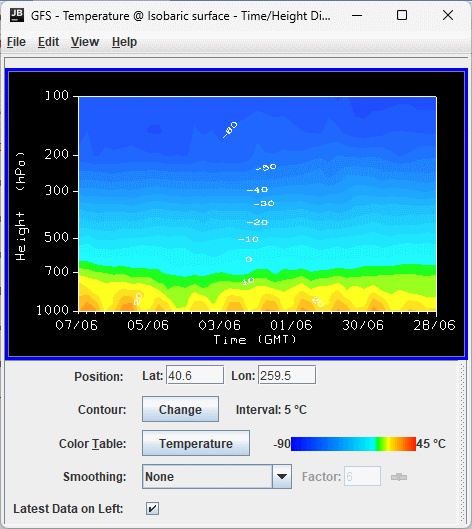 JB GFS - Temperature @ Isobaric surface - Time/Height Di...
File Edit View Help
100
200
300
500
700
1000
Height (hPa)
-60
-50
-40
-30
-20
-10
0
10
20
07/06 05/06 03/06 01/06 30/06 28/06
Time (GMT)
Position: Lat: 40.6 Lon: 259.5
Contour: Change Interval: 5 °C
Color Table: Temperature -90 45 °C
Smoothing: None Factor: 6
Latest Data on Left: